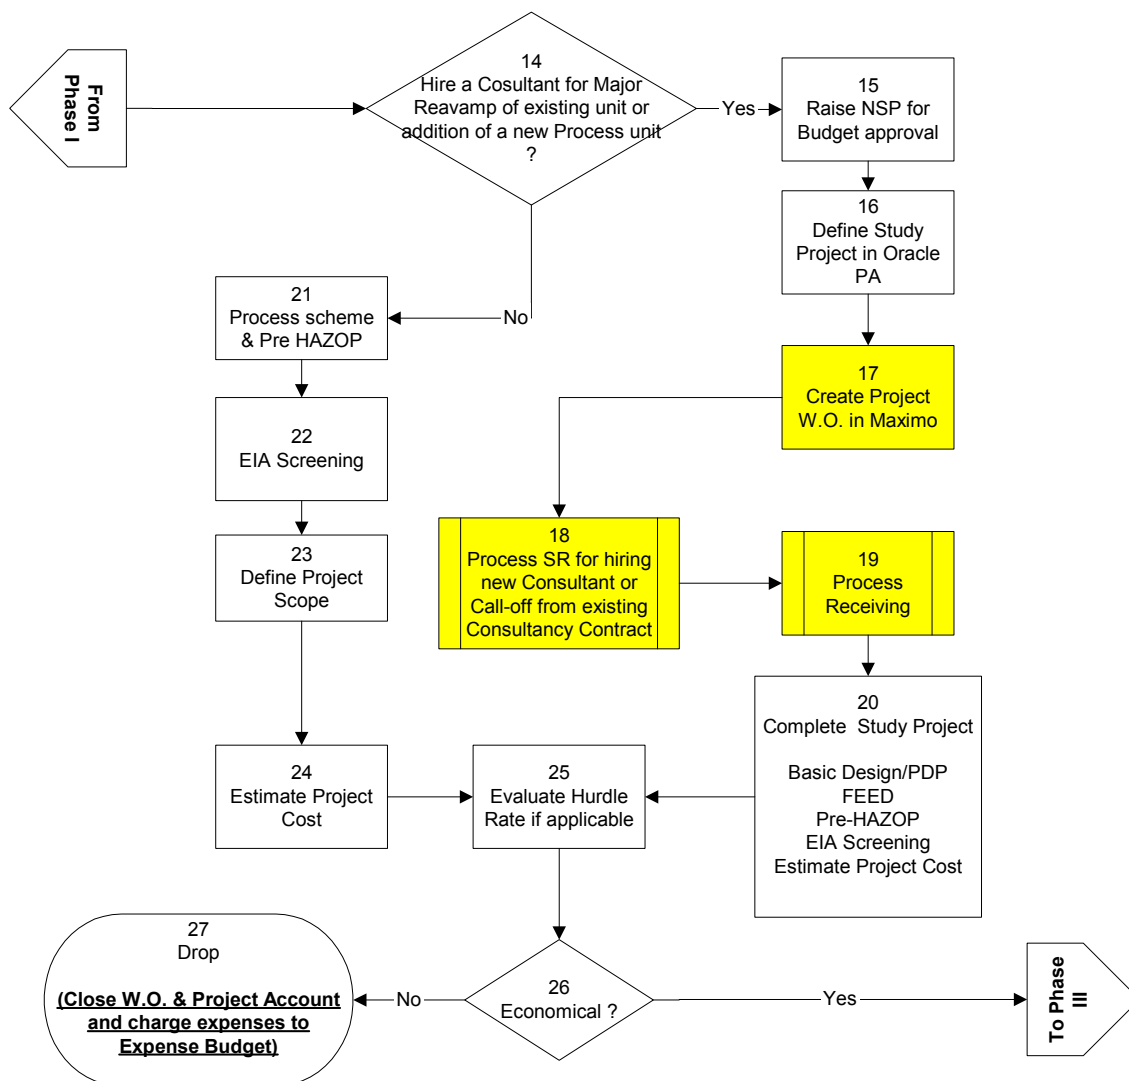 From
Phase I
14
Hire a Cosultant for Major
Reavamp of existing unit or
addition of a new Process unit
?
Yes
15
Raise NSP for
Budget approval
16
Define Study
Project in Oracle
PA
No
21
Process scheme
& Pre HAZOP
17
Create Project
W.O. in Maximo
22
EIA Screening
18
Process SR for hiring
new Consultant or
Call-off from existing
Consultancy Contract
19
Process
Receiving
23
Define Project
Scope
20
Complete Study Project
Basic Design/PDP
FEED
Pre-HAZOP
EIA Screening
Estimate Project Cost
24
Estimate Project
Cost
25
Evaluate Hurdle
Rate if applicable
27
Drop
(Close W.O. & Project Account
and charge expenses to
Expense Budget)
No
26
Economical ?
Yes
To Phase
III